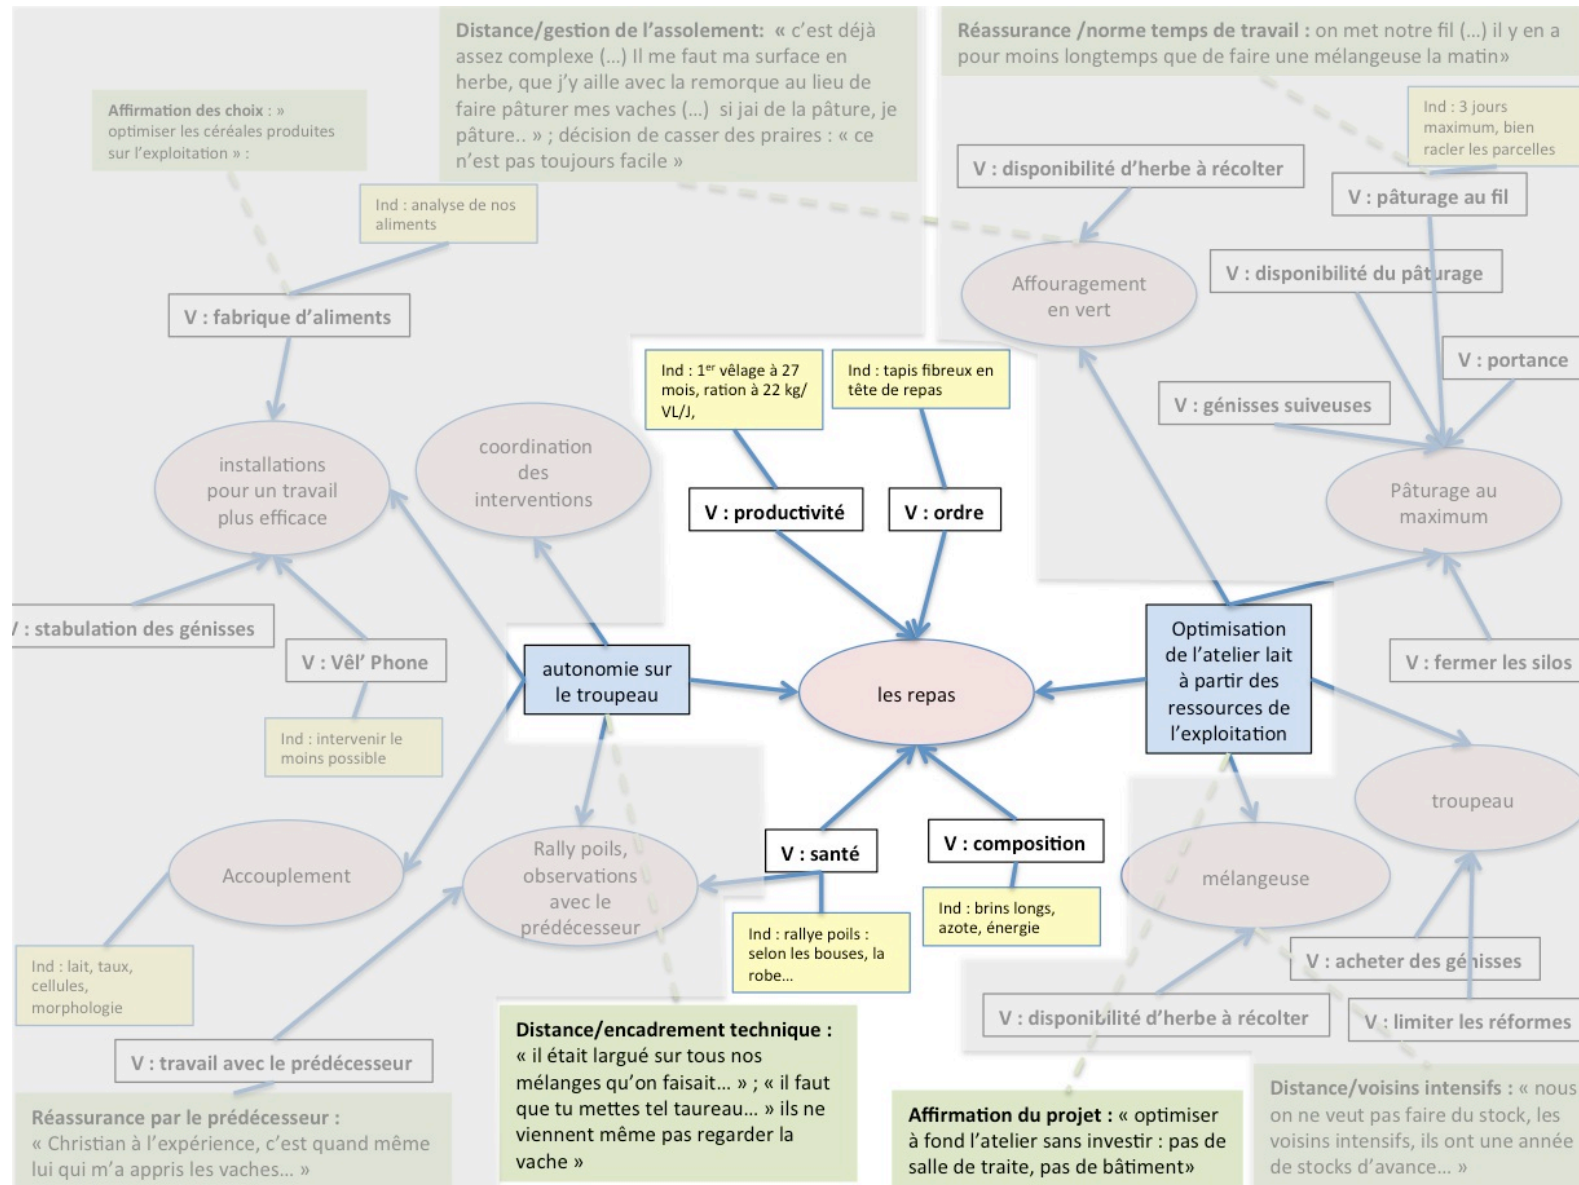 Distance/gestion de l'assolement: « c'est déjà
assez complexe (...) Il me faut ma surface en
herbe, que j'y aille avec la remorque au lieu de
faire pâturer mes vaches (...) si jai de la pâture, je
pâture.. » ; décision de casser des praires : « ce
n'est pas toujours facile »
Réassurance /norme temps de travail : on met notre fil (...) il y en a
pour moins longtemps que de faire une mélangeuse la matin»
Affirmation des choix : »
optimiser les céréales produites
sur l'exploitation » :
Ind : 3 jours
maximum, bien
racler les parcelles
V : disponibilité d'herbe à récolter
V : pâturage au fil
Ind : analyse de nos
aliments
V : disponibilité du pâturage
Affouragement
en vert
V : fabrique d'aliments
V : portance
Ind : 1er vêlage à 27
mois, ration à 22 kg/
VL/J,
Ind : tapis fibreux en
tête de repas
V : génisses suiveuses
installations
pour un travail
plus efficace
coordination
des
interventions
V : productivité
V : ordre
Pâturage au
maximum
V : stabulation des génisses
V : Vêl' Phone
autonomie sur
le troupeau
les repas
Optimisation
de l'atelier lait
à partir des
ressources de
l'exploitation
V : fermer les silos
Ind : intervenir le
moins possible
troupeau
Accouplement
Rally poils,
observations
avec le
prédécesseur
V : santé
V : composition
mélangeuse
Ind : lait, taux,
cellules,
morphologie
Ind : rallye poils :
selon les bouses, la
robe...
Ind : brins longs,
azote, énergie
V : acheter des génisses
V : disponibilité d'herbe à récolter
V : limiter les réformes
V : travail avec le prédécesseur
Distance/encadrement technique :
« il était largué sur tous nos
mélanges qu'on faisait... » ; « il faut
que tu mettes tel taureau... » ils ne
viennent même pas regarder la
vache »
Réassurance par le prédécesseur :
« Christian à l'expérience, c'est quand même
lui qui m'a appris les vaches... »
Affirmation du projet : « optimiser
à fond l'atelier sans investir : pas de
salle de traite, pas de bâtiment»
Distance/voisins intensifs : « nous
on ne veut pas faire du stock, les
voisins intensifs, ils ont une année
de stocks d'avance... »